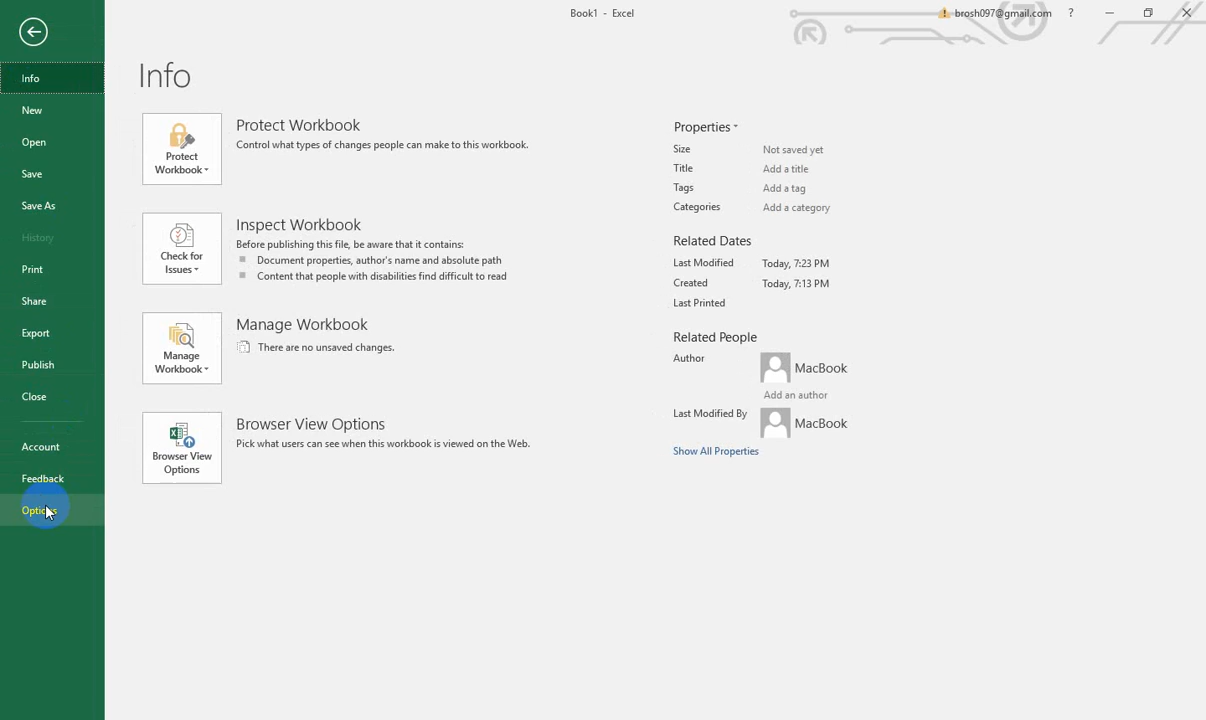 Book1 - Excel
brosh097@gmail.com
?
Info
New
Open
Save
Save As
History
Print
Share
Export
Publish
Close
Account
Feedback
Options
Info
Protect Workbook
Protect Workbook
Control what types of changes people can make to this workbook.
Check for Issues
Inspect Workbook
Before publishing this file, be aware that it contains:
Document properties, author's name and absolute path
Content that people with disabilities find difficult to read
Manage Workbook
Manage Workbook
There are no unsaved changes.
Browser View Options
Browser View Options
Pick what users can see when this workbook is viewed on the Web.
Properties
Size Not saved yet
Title Add a title
Tags Add a tag
Categories Add a category
Related Dates
Last Modified Today, 7:23 PM
Created Today, 7:13 PM
Last Printed
Related People
Author MacBook
Add an author
Last Modified By MacBook
Show All Properties